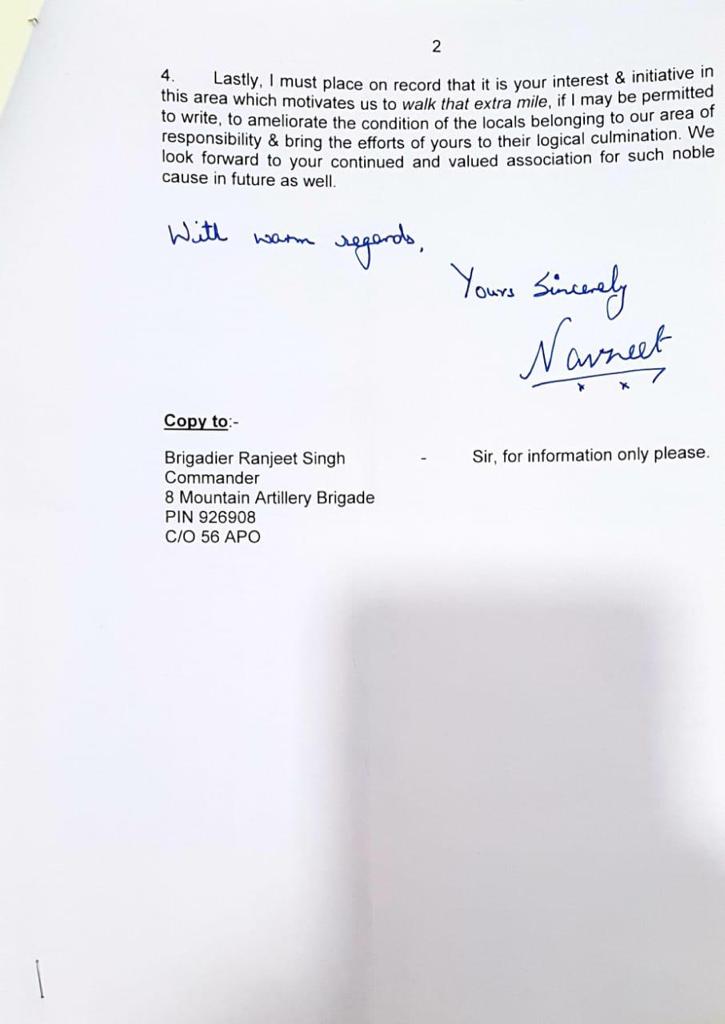 2
4. Lastly, I must place on record that it is your interest & initiative in
this area which motivates us to walk that extra mile, if I may be permitted
to write, to ameliorate the condition of the locals belonging to our area of
responsibility & bring the efforts of yours to their logical culmination. We
look forward to your continued and valued association for such noble
cause in future as well.
With warm regards,
Yours Sincerely
Navneet
Copy to:-
Brigadier Ranjeet Singh - Sir, for information only please.
Commander
8 Mountain Artillery Brigade
PIN 926908
C/O 56 APO